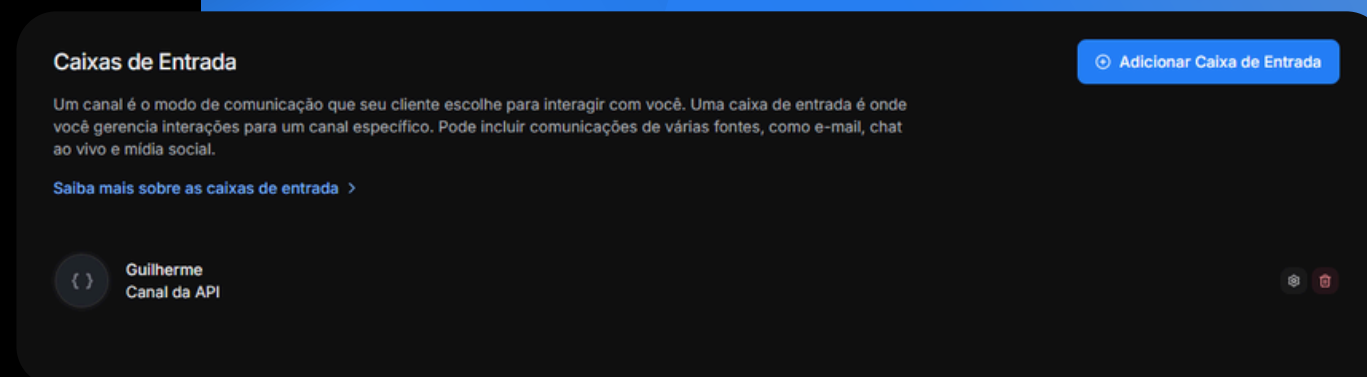 Caixas de Entrada
Adicionar Caixa de Entrada
Um canal é o modo de comunicação que seu cliente escolhe para interagir com você. Uma caixa de entrada é onde
você gerencia interações para um canal específico. Pode incluir comunicações de várias fontes, como e-mail, chat
ao vivo e mídia social.
Saiba mais sobre as caixas de entrada >
{ }
Guilherme
Canal da API